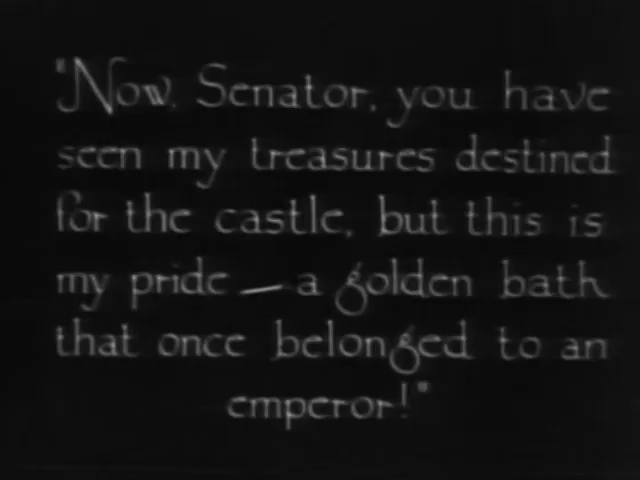 "Now, Senator, you have
seen my treasures destined
for the castle, but this is
my pride — a golden bath
that once belonged to an
emperor!"